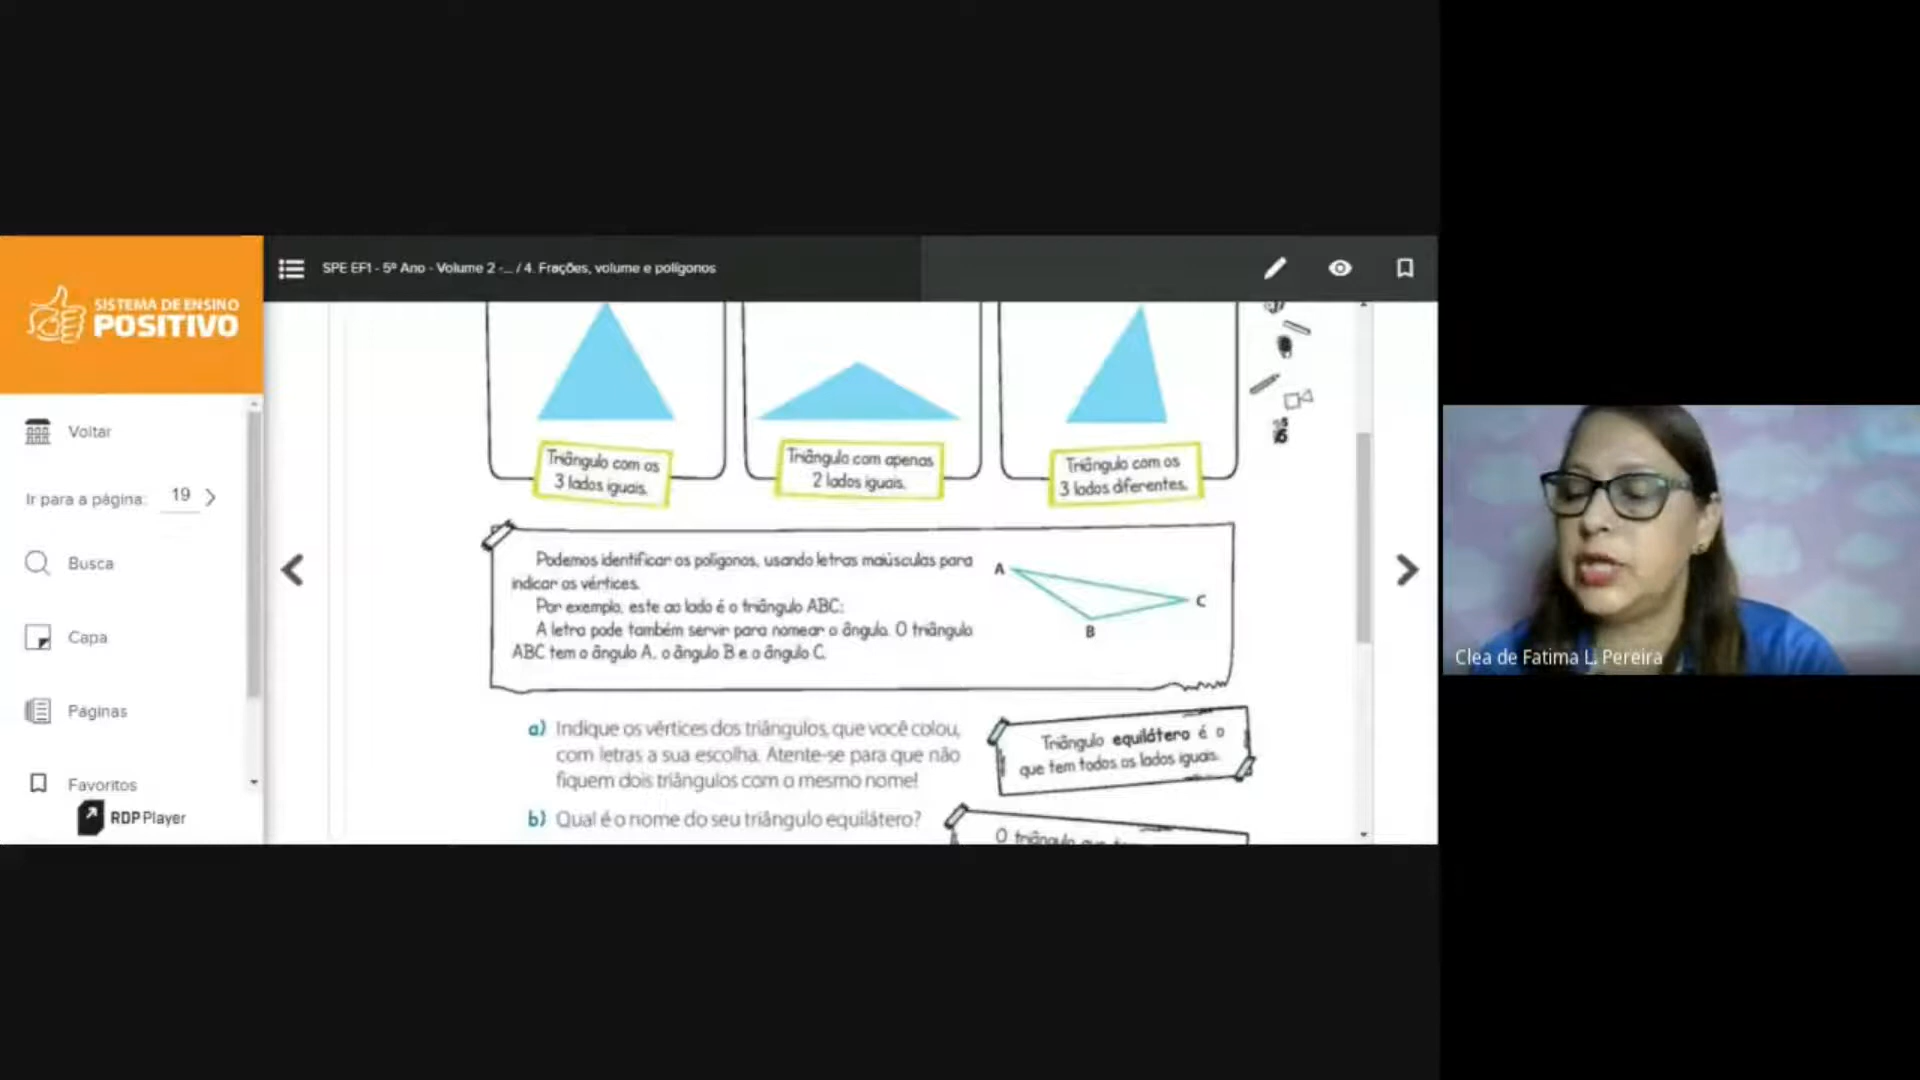 SISTEMA DE ENSINO
POSITIVO
Voltar
Ir para a página: 19
Busca
Capa
Páginas
Favoritos
RDP Player
SPE EF1 - 5º Ano - Volume 2 -... / 4. Frações, volume e polígonos
Triângulo com os
3 lados iguais.
Triângulo com apenas
2 lados iguais.
Triângulo com os
3 lados diferentes.
Podemos identificar os polígonos, usando letras maiúsculas para
indicar os vértices.
Por exemplo, este ao lado é o triângulo ABC:
A letra pode também servir para nomear o ângulo. O triângulo
ABC tem o ângulo A, o ângulo B e o ângulo C.
A
C
B
a) Indique os vértices dos triângulos, que você colou,
com letras a sua escolha. Atente-se para que não
fiquem dois triângulos com o mesmo nome!
b) Qual é o nome do seu triângulo equilátero?
Triângulo equilátero é o
que tem todos os lados iguais.
O triângulo que
Clea de Fatima L. Pereira